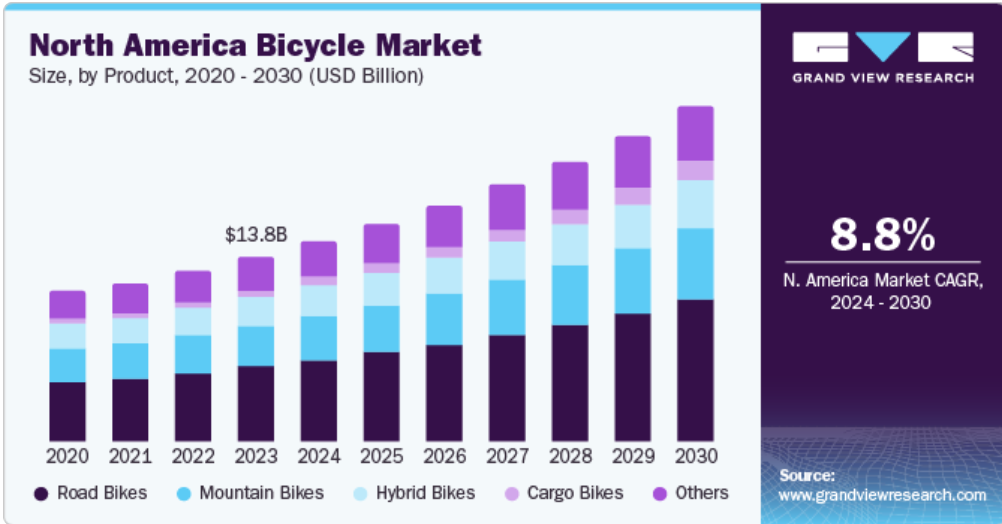 North America Bicycle Market
Size, by Product, 2020 - 2030 (USD Billion)
$13.8B
2020 2021 2022 2023 2024 2025 2026 2027 2028 2029 2030
Road Bikes Mountain Bikes Hybrid Bikes Cargo Bikes Others
GRAND VIEW RESEARCH
8.8%
N. America Market CAGR,
2024 - 2030
Source:
www.grandviewresearch.com